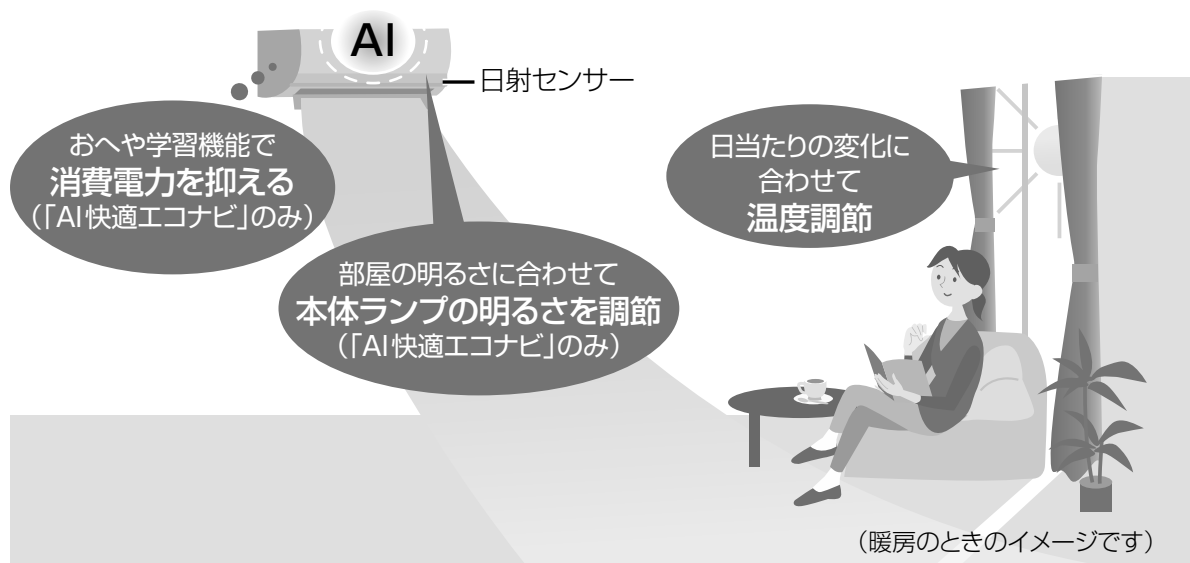 AI
日射センサー
おへや学習機能で
消費電力を抑える
（「AI快適エコナビ」のみ）
部屋の明るさに合わせて
本体ランプの明るさを調節
（「AI快適エコナビ」のみ）
日当たりの変化に
合わせて
温度調節
（暖房のときのイメージです）